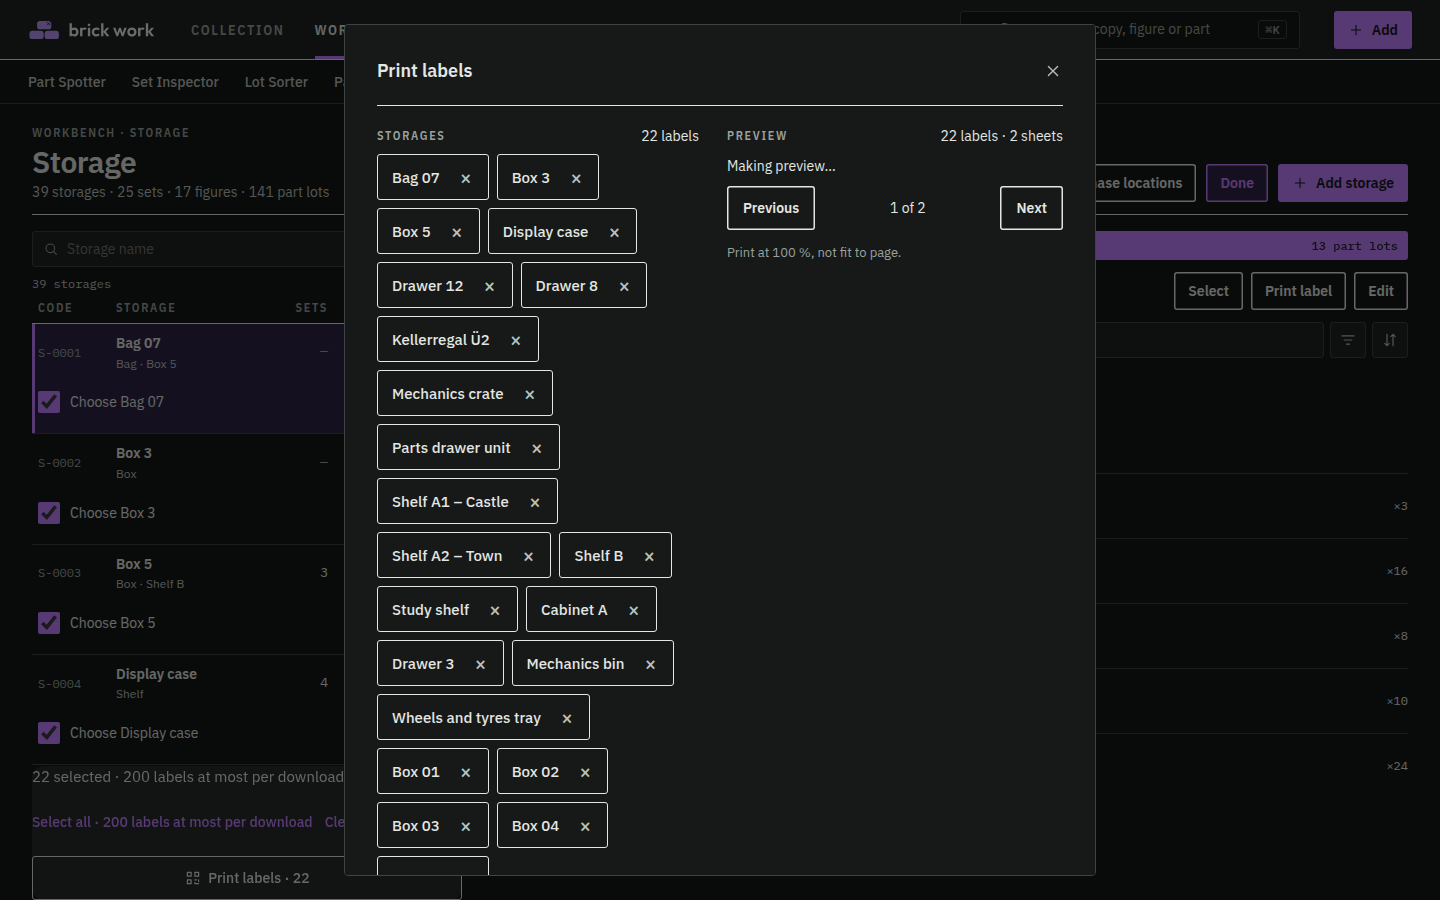 brick work
COLLECTION
WOR
copy, figure or part
⌘K
+ Add
Part Spotter
Set Inspector
Lot Sorter
WORKBENCH · STORAGE
Storage
39 storages · 25 sets · 17 figures · 141 part lots
ase locations
Done
+ Add storage
Storage name
13 part lots
39 storages
CODE STORAGE SETS
Select
Print label
Edit
S-0001
Bag 07
Bag · Box 5
–
Choose Bag 07
S-0002
Box 3
Box
–
Choose Box 3
S-0003
Box 5
Box · Shelf B
3
Choose Box 5
S-0004
Display case
Shelf
4
Choose Display case
22 selected · 200 labels at most per download
Select all · 200 labels at most per download
Cle
Print labels · 22
×3
×16
×8
×10
×24
Print labels
×
STORAGES
22 labels
Bag 07 ×
Box 3 ×
Box 5 ×
Display case ×
Drawer 12 ×
Drawer 8 ×
Kellerregal Ü2 ×
Mechanics crate ×
Parts drawer unit ×
Shelf A1 – Castle ×
Shelf A2 – Town ×
Shelf B ×
Study shelf ×
Cabinet A ×
Drawer 3 ×
Mechanics bin ×
Wheels and tyres tray ×
Box 01 ×
Box 02 ×
Box 03 ×
Box 04 ×
PREVIEW
22 labels · 2 sheets
Making preview…
Previous
1 of 2
Next
Print at 100 %, not fit to page.